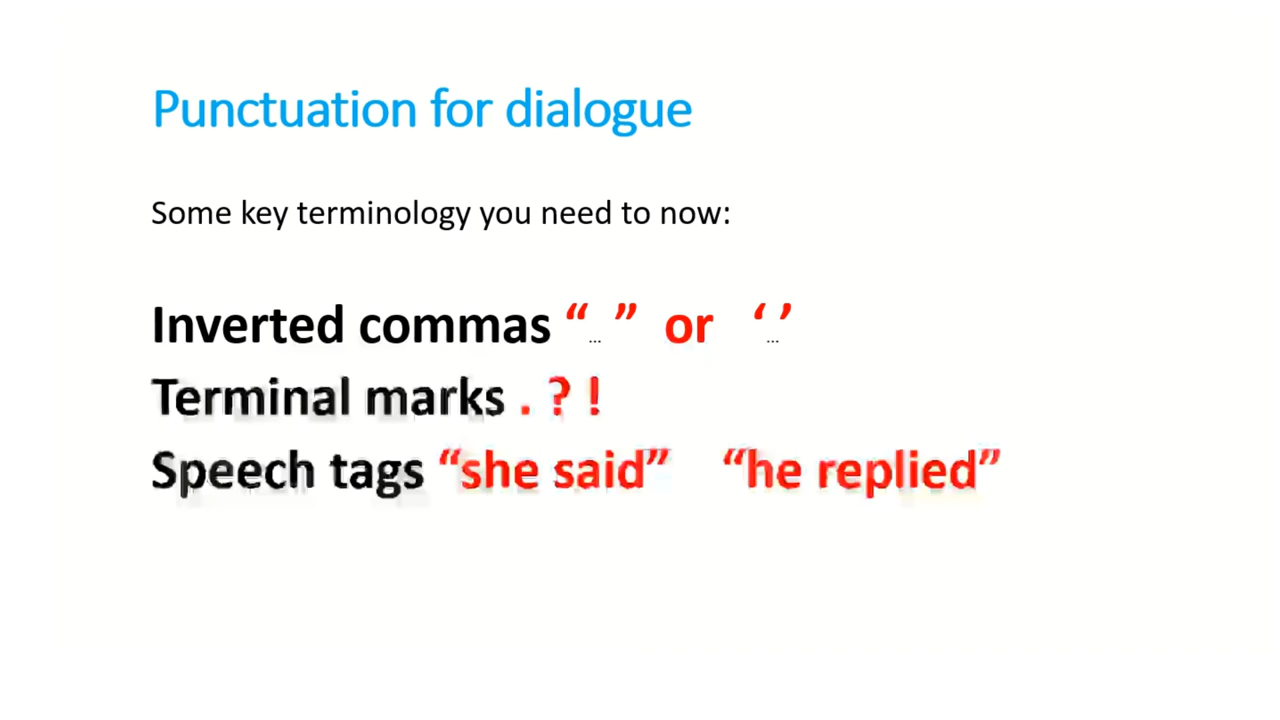 Punctuation for dialogue
Some key terminology you need to now:
Inverted commas “... ” or ‘...’
Terminal marks . ? !
Speech tags “she said” “he replied”